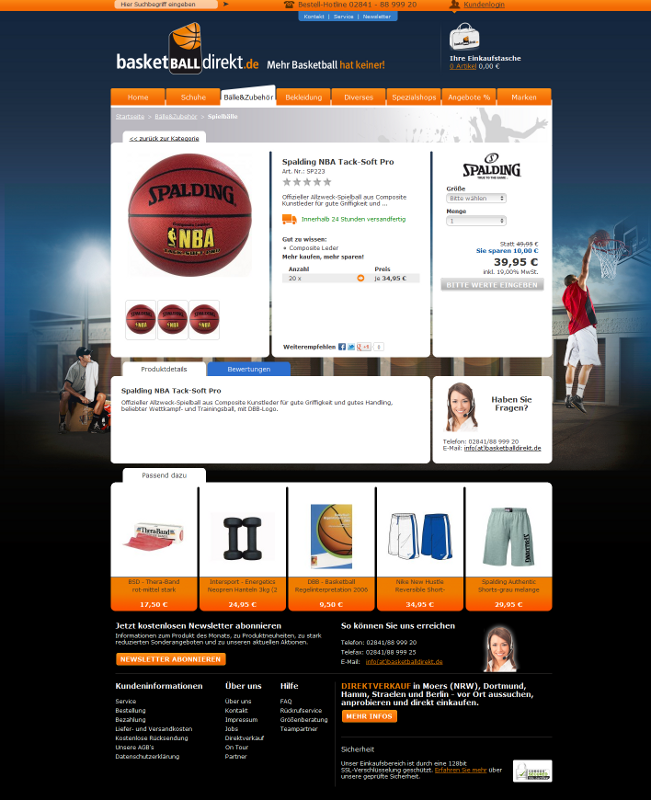 Hier Suchbegriff eingeben
Bestell-Hotline 02841 - 88 999 20
Kundenlogin
Kontakt | Service | Newsletter
basketBALLdirekt.de
Mehr Basketball hat keiner!
Ihre Einkaufstasche
0 Artikel 0,00 €
Home
Schuhe
Bälle&Zubehör
Bekleidung
Diverses
Spezialshops
Angebote %
Marken
Startseite > Bälle&Zubehör > Spielbälle
<< zurück zur Kategorie
SPALDING
NBA
Spalding NBA Tack-Soft Pro
Art. Nr.: SP223
Offizieller Allzweck-Spielball aus Composite
Kunstleder für gute Griffigkeit und ...
Innerhalb 24 Stunden versandfertig
Gut zu wissen:
• Composite Leder
Mehr kaufen, mehr sparen!
Anzahl Preis
20 x je 34,95 €
Weiterempfehlen
0
SPALDING
TRUE TO THE GAME
Größe
Bitte wählen
Menge
1
Statt 49,95 €
Sie sparen 10,00 €
39,95 €
inkl. 19,00% MwSt.
BITTE WERTE EINGEBEN
Produktdetails
Bewertungen
Spalding NBA Tack-Soft Pro
Offizieller Allzweck-Spielball aus Composite Kunstleder für gute Griffigkeit und gutes Handling,
beliebter Wettkampf- und Trainingsball, mit DBB-Logo.
Haben Sie
Fragen?
Telefon: 02841/88 999 20
E-Mail: info(at)basketballdirekt.de
Passend dazu
Thera-Band
BSD - Thera-Band
rot-mittel stark
17,50 €
Intersport - Energetics
Neopren Hanteln 3kg (2
24,95 €
DBB - Basketball
Regelinterpretation 2006
9,50 €
Nike New Hustle
Reversible Short-
34,95 €
Spalding Authentic
Shorts-grau melange
29,95 €
Jetzt kostenlosen Newsletter abonnieren
Informationen zum Produkt des Monats, zu Produktneuheiten, zu stark
reduzierten Sonderangeboten und zu unseren aktuellen Aktionen.
NEWSLETTER ABONNIEREN
So können Sie uns erreichen
Telefon: 02841/88 999 20
Telefax: 02841/88 999 25
E-Mail: info(at)basketballdirekt.de
Kundeninformationen
Service
Bestellung
Bezahlung
Liefer- und Versandkosten
Kostenlose Rücksendung
Unsere AGB's
Datenschutzerklärung
Über uns
Über uns
Kontakt
Impressum
Jobs
Direktverkauf
On Tour
Partner
Hilfe
FAQ
Rückrufservice
Größenberatung
Teampartner
DIREKTVERKAUF in Moers (NRW), Dortmund,
Hamm, Straelen und Berlin - vor Ort aussuchen,
anprobieren und direkt einkaufen.
MEHR INFOS
Sicherheit
Unser Einkaufsbereich ist durch eine 128bit
SSL-Verschlüsselung geschützt. Erfahren Sie mehr über
unsere geprüfte Sicherheit.